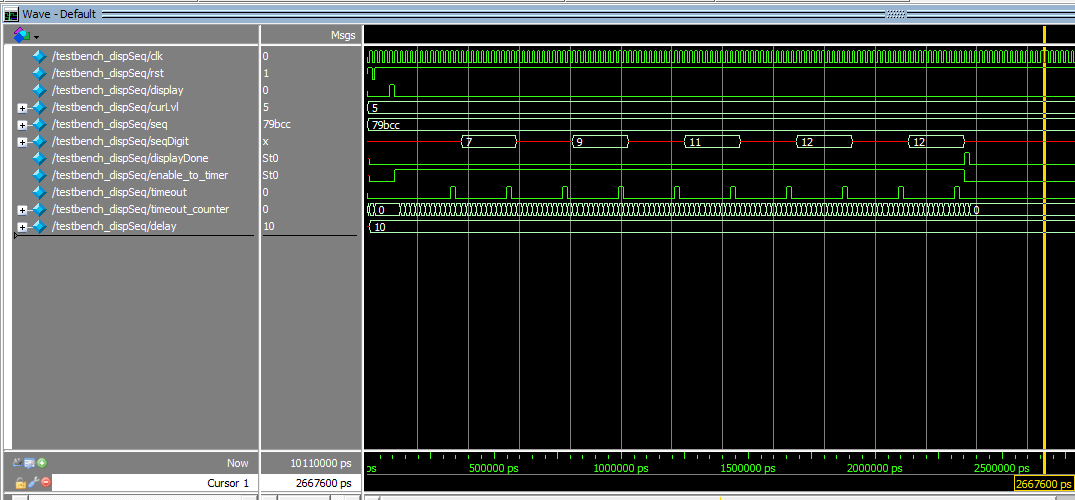 Wave - Default
Msgs
/testbench_dispSeq/clk 0
/testbench_dispSeq/rst 1
/testbench_dispSeq/display 0
/testbench_dispSeq/curLvl 5 5
/testbench_dispSeq/seq 79bcc 79bcc
/testbench_dispSeq/seqDigit x 7 9 11 12 12
/testbench_dispSeq/displayDone St0
/testbench_dispSeq/enable_to_timer St0
/testbench_dispSeq/timeout 0
/testbench_dispSeq/timeout_counter 0 0 0
/testbench_dispSeq/delay 10 10
Now 10110000 ps ps 500000 ps 1000000 ps 1500000 ps 2000000 ps 2500000 ps
Cursor 1 2667600 ps 2667600 ps